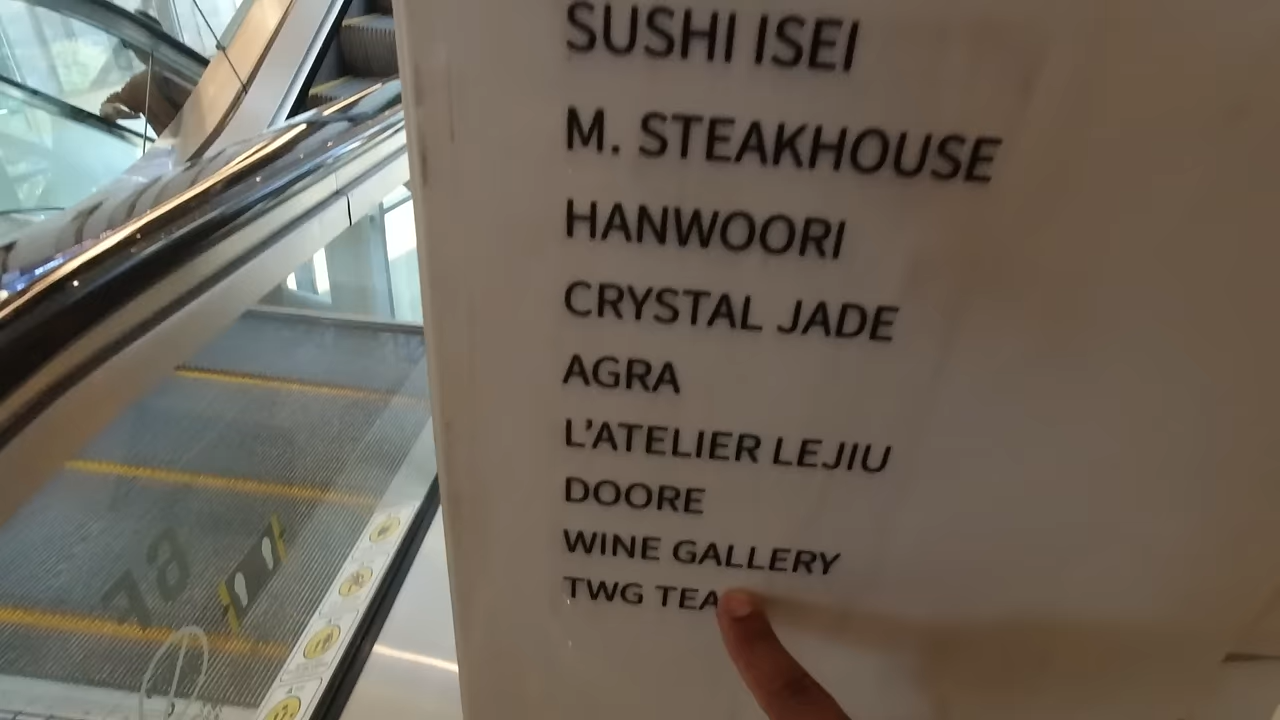 SUSHI ISEI
M. STEAKHOUSE
HANWOORI
CRYSTAL JADE
AGRA
L'ATELIER LEJIU
DOORE
WINE GALLERY
TWG TEA